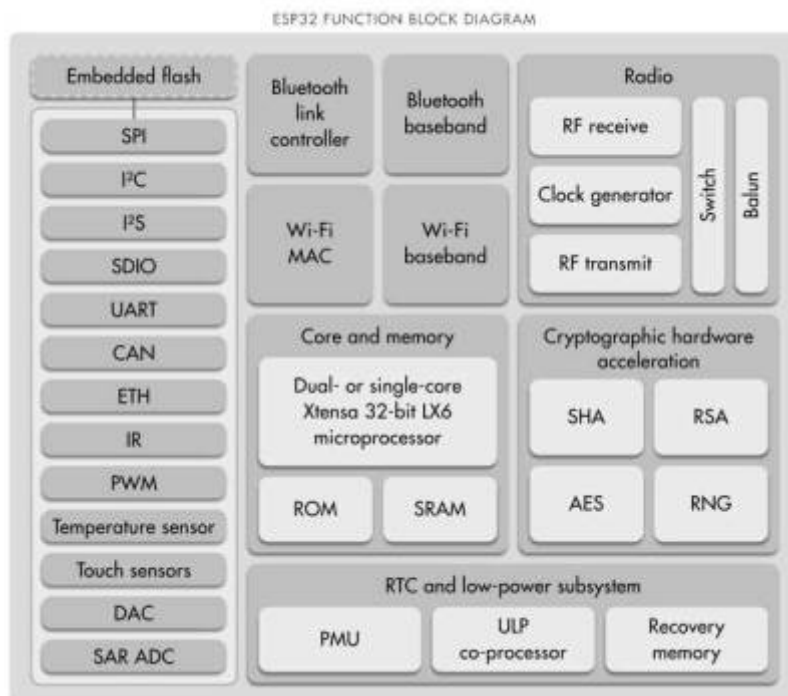 ESP32 FUNCTION BLOCK DIAGRAM
Embedded flash
SPI
I²C
I²S
SDIO
UART
CAN
ETH
IR
PWM
Temperature sensor
Touch sensors
DAC
SAR ADC
Bluetooth
link
controller
Bluetooth
baseband
Wi-Fi
MAC
Wi-Fi
baseband
Radio
RF receive
Clock generator
RF transmit
Switch
Balun
Core and memory
Dual- or single-core
Xtensa 32-bit LX6
microprocessor
ROM
SRAM
Cryptographic hardware
acceleration
SHA
RSA
AES
RNG
RTC and low-power subsystem
PMU
ULP
co-processor
Recovery
memory